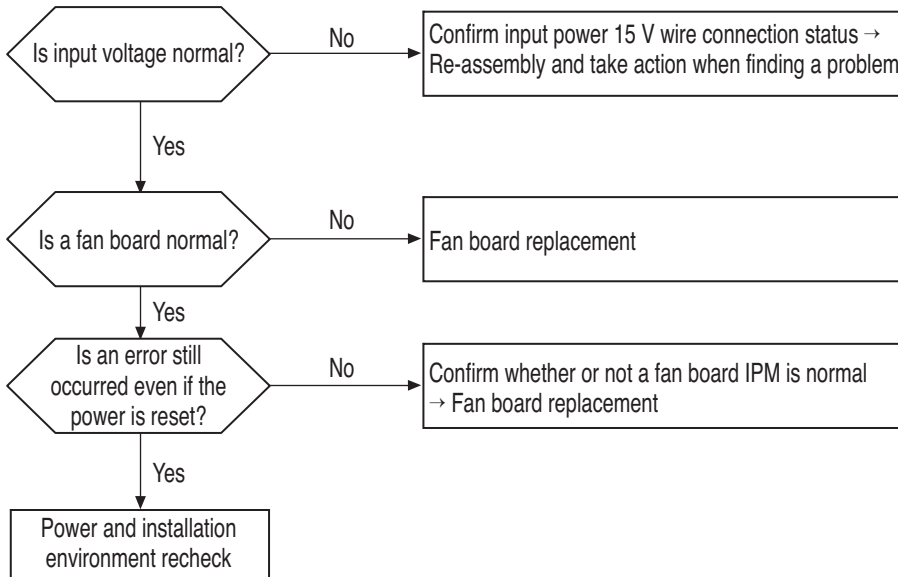 Is input voltage normal?
No
Confirm input power 15 V wire connection status →
Re-assembly and take action when finding a problem
Yes
Is a fan board normal?
No
Fan board replacement
Yes
Is an error still
occurred even if the
power is reset?
No
Confirm whether or not a fan board IPM is normal
→ Fan board replacement
Yes
Power and installation
environment recheck